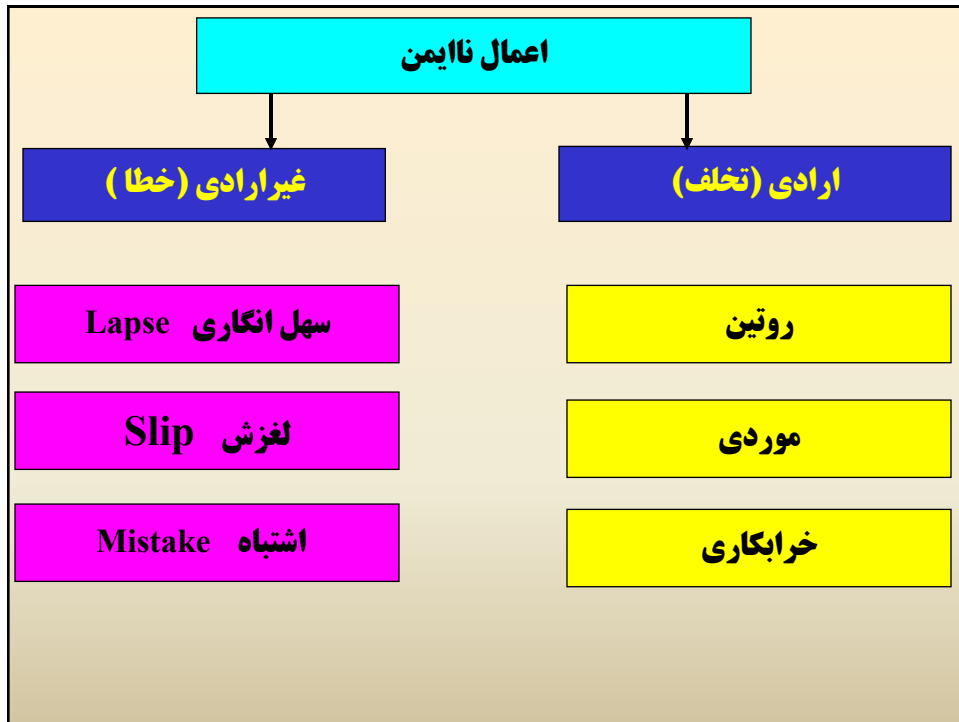 اعمال ناایمن
ارادی (تخلف)
غیرارادی (خطا )
روتین
سهل انگاری Lapse
موردی
لغزش Slip
خرابکاری
اشتباه Mistake